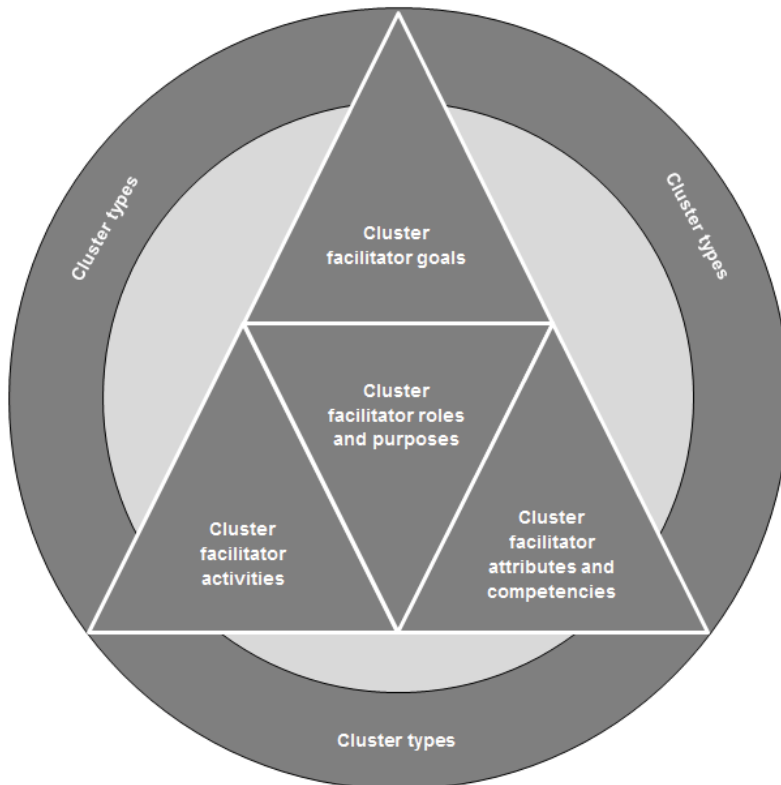 Cluster types
Cluster types
Cluster
facilitator goals
Cluster
facilitator roles
and purposes
Cluster
facilitator
activities
Cluster
facilitator
attributes and
competencies
Cluster types